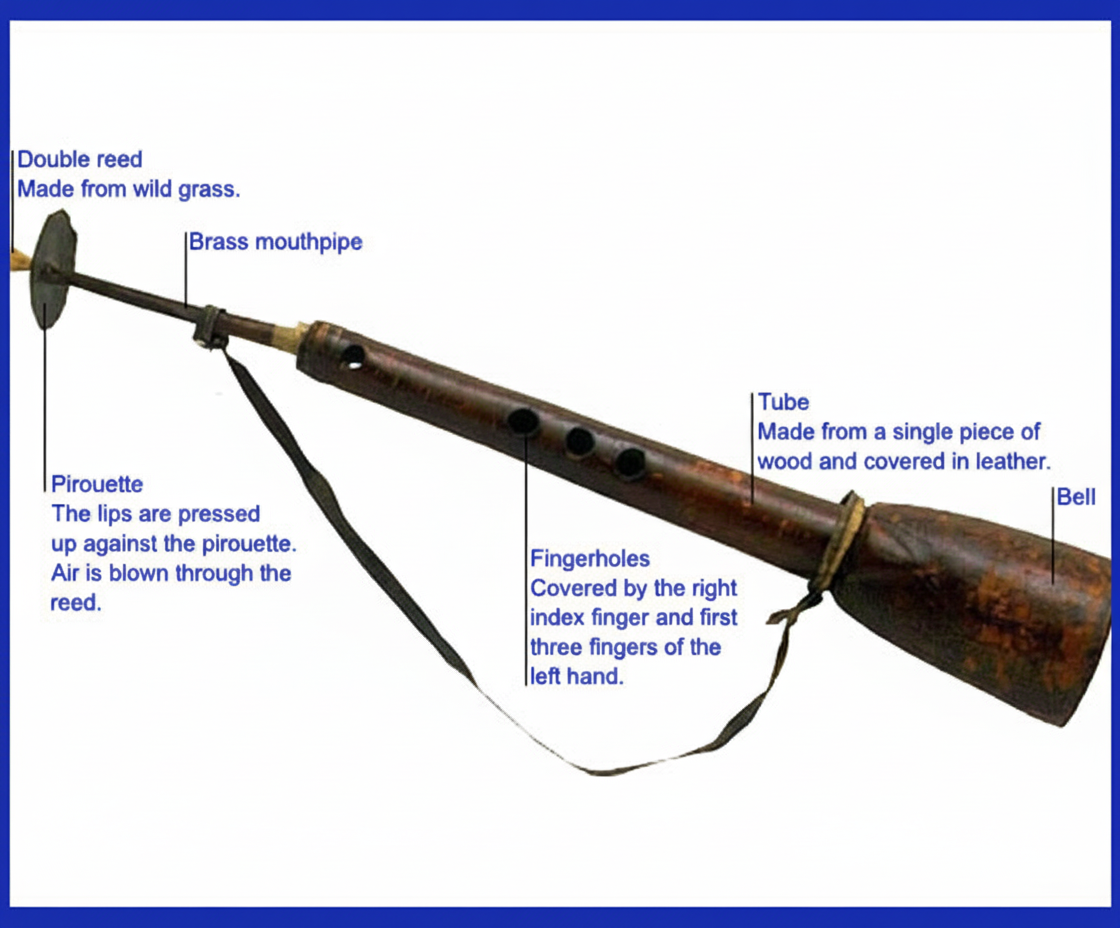 Double reed
Made from wild grass.
Brass mouthpipe
Tube
Made from a single piece of
wood and covered in leather.
Bell
Pirouette
The lips are pressed
up against the pirouette.
Air is blown through the
reed.
Fingerholes
Covered by the right
index finger and first
three fingers of the
left hand.